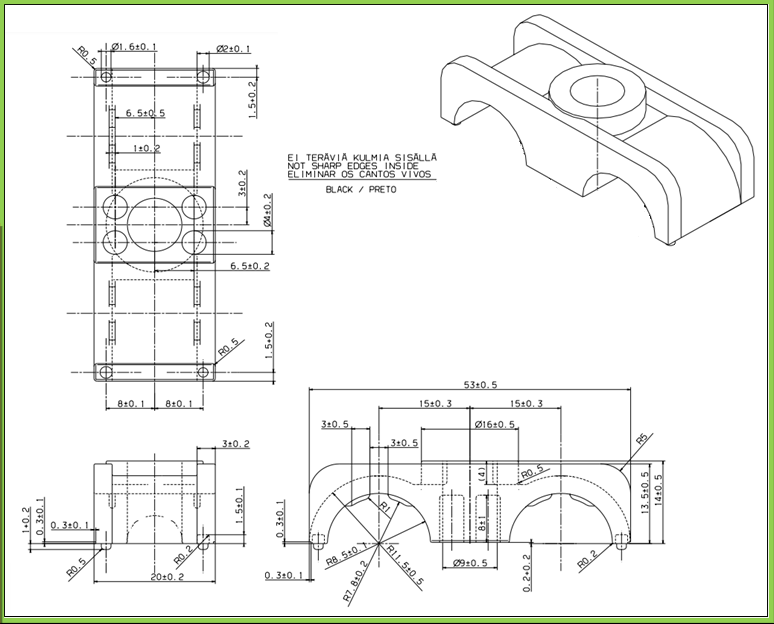 Ø1.6±0.1
Ø2±0.1
R0.5
1.5±0.2
6.5±0.5
1±0.2
3±0.2
Ø4±0.2
6.5±0.2
1.5±0.2
R0.5
8±0.1 8±0.1
EI TERÄVIÄ KULMIA SISÄLLÄ
NOT SHARP EDGES INSIDE
ELIMINAR OS CANTOS VIVOS
BLACK / PRETO
53±0.5
15±0.3 15±0.3
3±0.5
Ø16±0.5
3±0.5
R5
(4)
R0.5
13.5±0.5
14±0.5
R1
8±1
0.3±0.1
R8.5±0.1
R11.5±0.5
R7.8±0.2
0.3±0.1
Ø9±0.5
0.2±0.2
R0.2
3±0.2
1±0.2
0.3±0.1
0.3±0.1
1.5±0.1
R0.5
R0.2
20±0.2